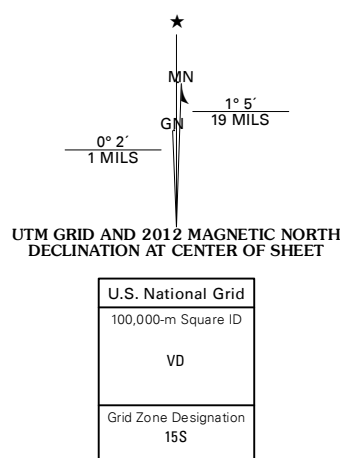 ★
MN
1° 5´
19 MILS
GN
0° 2´
1 MILS
UTM GRID AND 2012 MAGNETIC NORTH
DECLINATION AT CENTER OF SHEET
U.S. National Grid
100,000-m Square ID
VD
Grid Zone Designation
15S